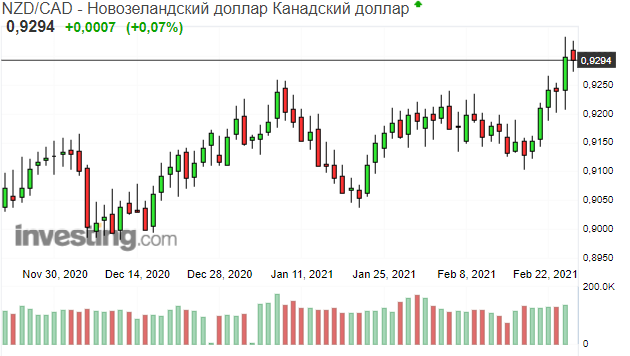 NZD/CAD - Новозеландский доллар Канадский доллар
0,9294 +0,0007 (+0,07%)
0,9294
0,9250
0,9200
0,9150
0,9100
0,9050
0,9000
0,8950
investing.com
Nov 30, 2020 Dec 14, 2020 Dec 28, 2020 Jan 11, 2021 Jan 25, 2021 Feb 8, 2021 Feb 22, 2021
200.0K
0